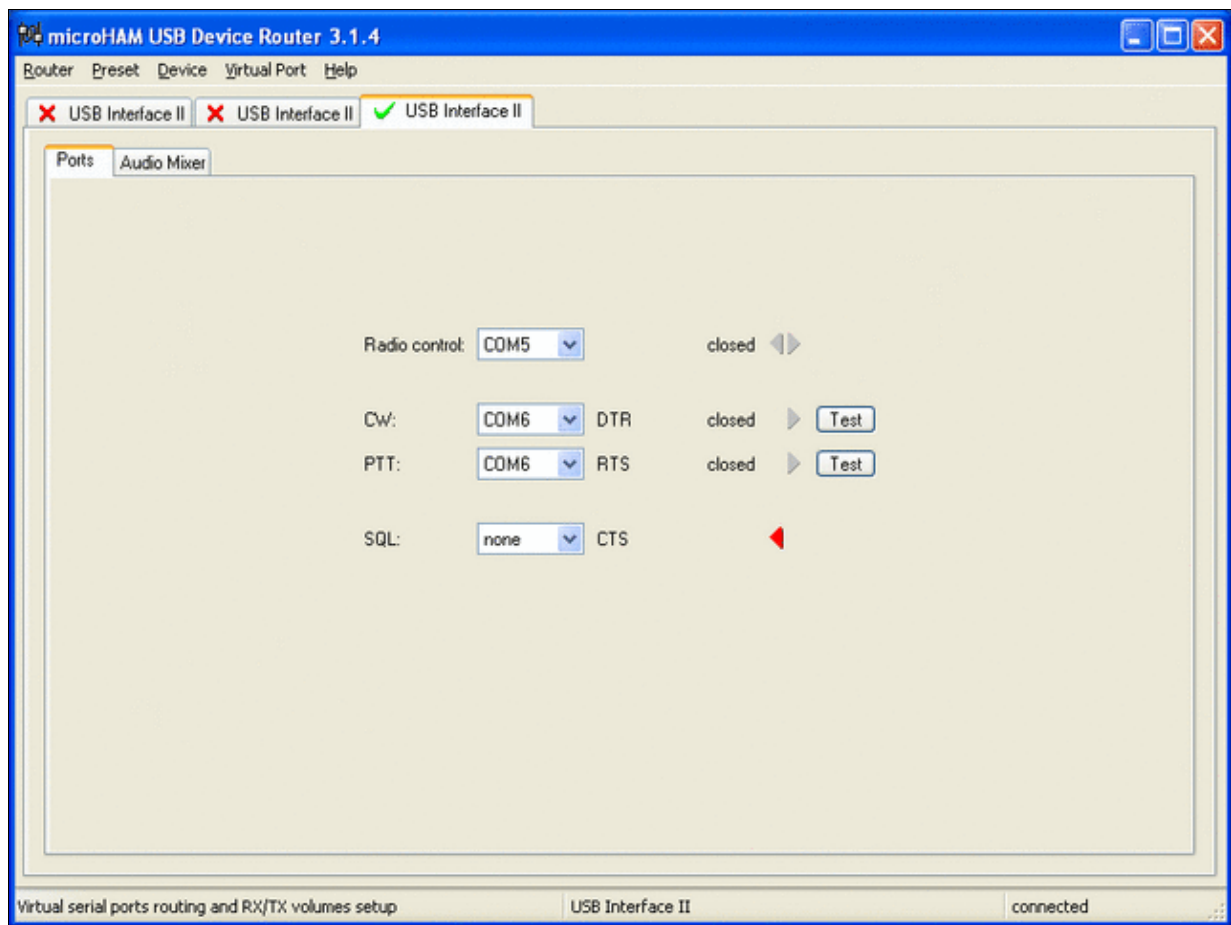 microHAM USB Device Router 3.1.4
Router Preset Device Virtual Port Help
USB Interface II USB Interface II USB Interface II
Ports Audio Mixer
Radio control: COM5 closed
CW: COM6 DTR closed Test
PTT: COM6 RTS closed Test
SQL: none CTS
Virtual serial ports routing and RX/TX volumes setup USB Interface II connected